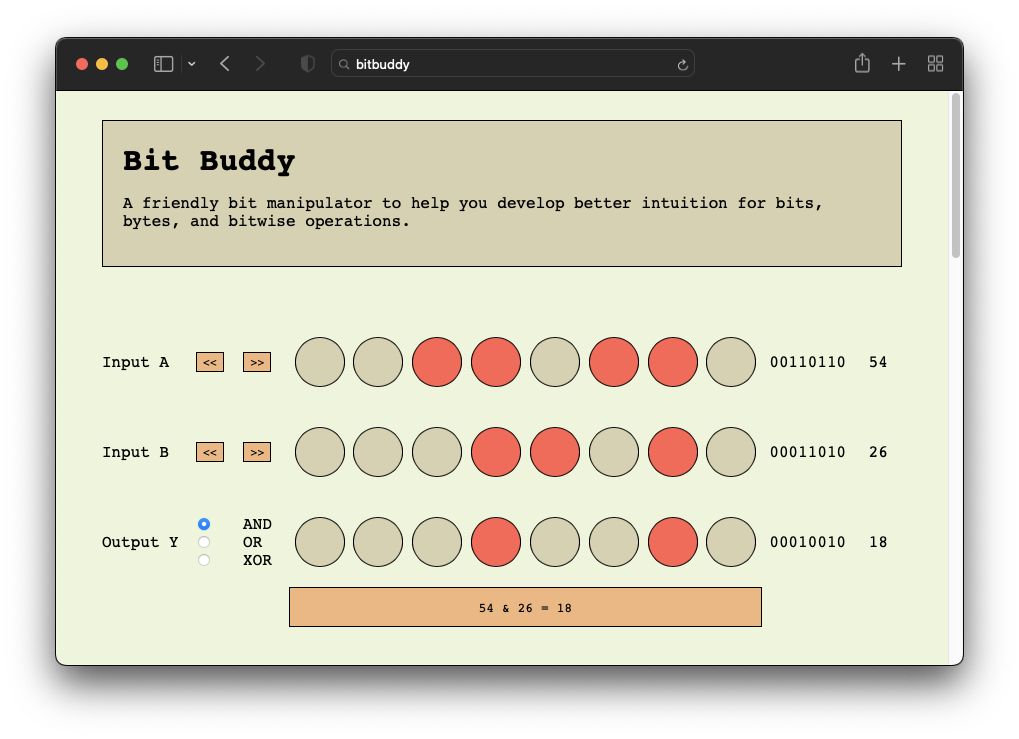 bitbuddy
Bit Buddy
A friendly bit manipulator to help you develop better intuition for bits,
bytes, and bitwise operations.
Input A << >> 00110110 54
Input B << >> 00011010 26
AND
Output Y OR 00010010 18
XOR
54 & 26 = 18